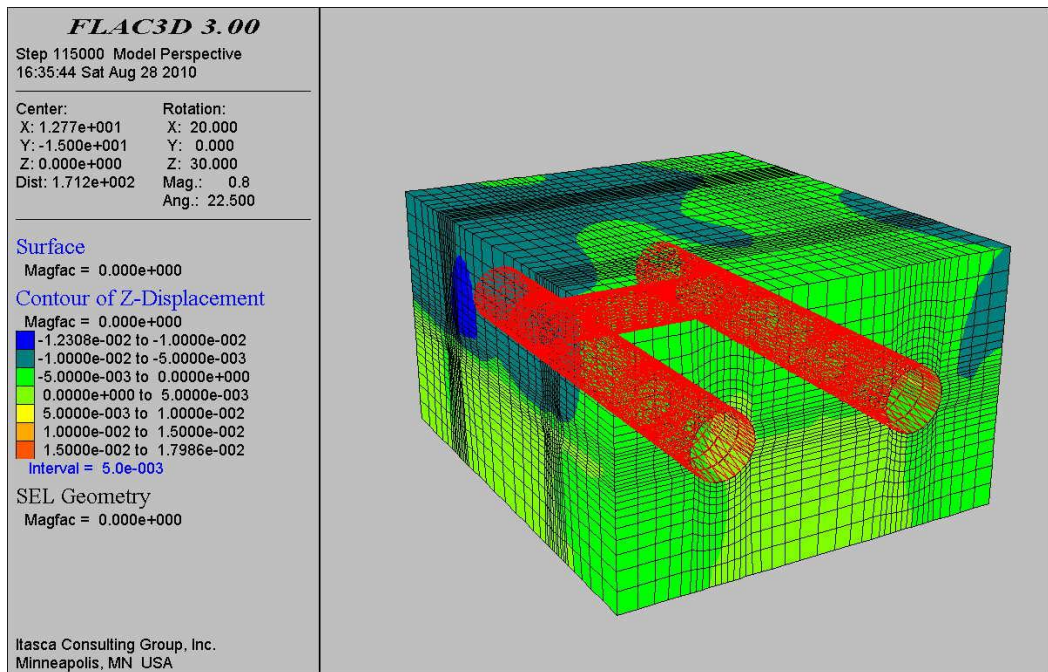 FLAC3D 3.00
Step 115000 Model Perspective
16:35:44 Sat Aug 28 2010
Center: Rotation:
X: 1.277e+001 X: 20.000
Y: -1.500e+001 Y: 0.000
Z: 0.000e+000 Z: 30.000
Dist: 1.712e+002 Mag.: 0.8
Ang.: 22.500
Surface
Magfac = 0.000e+000
Contour of Z-Displacement
Magfac = 0.000e+000
-1.2308e-002 to -1.0000e-002
-1.0000e-002 to -5.0000e-003
-5.0000e-003 to 0.0000e+000
0.0000e+000 to 5.0000e-003
5.0000e-003 to 1.0000e-002
1.0000e-002 to 1.5000e-002
1.5000e-002 to 1.7986e-002
Interval = 5.0e-003
SEL Geometry
Magfac = 0.000e+000
Itasca Consulting Group, Inc.
Minneapolis, MN USA